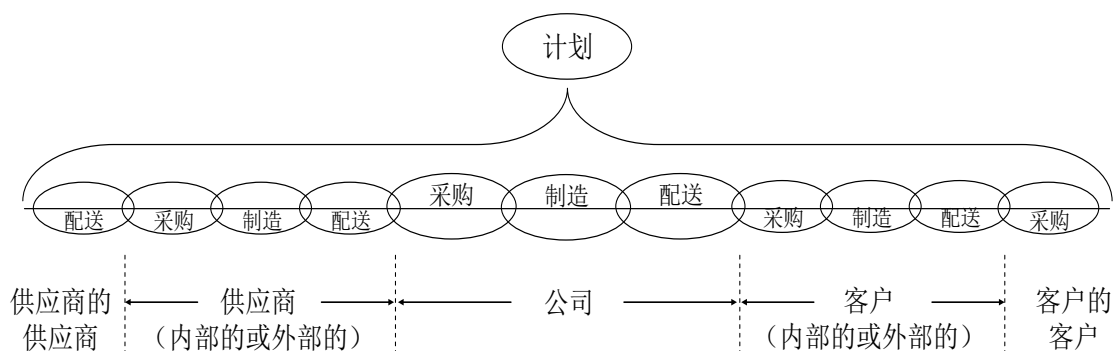 计划
配送 采购 制造 配送 采购 制造 配送 采购 制造 配送 采购
供应商的 供应商 公司 客户 客户的
供应商 （内部的或外部的） （内部的或外部的） 客户